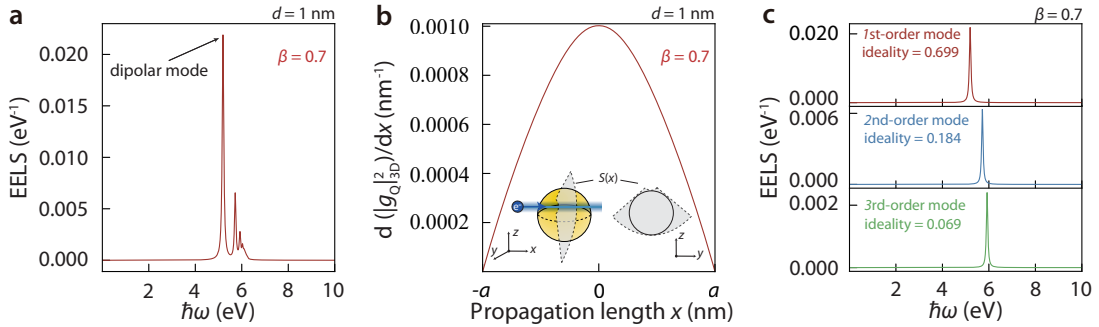 a
d = 1 nm
EELS (eV⁻¹)
0.020
0.015
0.010
0.005
0.000
dipolar mode
β = 0.7
2 4 6 8 10
ħω (eV)
b
d = 1 nm
d (|g_Q|²_3D)/dx (nm⁻¹)
0.0010
0.0008
0.0006
0.0004
0.0002
β = 0.7
S(x)
e⁻
z
y x
z
y
-a 0 a
Propagation length x (nm)
c
β = 0.7
EELS (eV⁻¹)
0.020
0.000
1st-order mode
ideality = 0.699
0.006
0.000
2nd-order mode
ideality = 0.184
0.002
0.000
3rd-order mode
ideality = 0.069
2 4 6 8 10
ħω (eV)